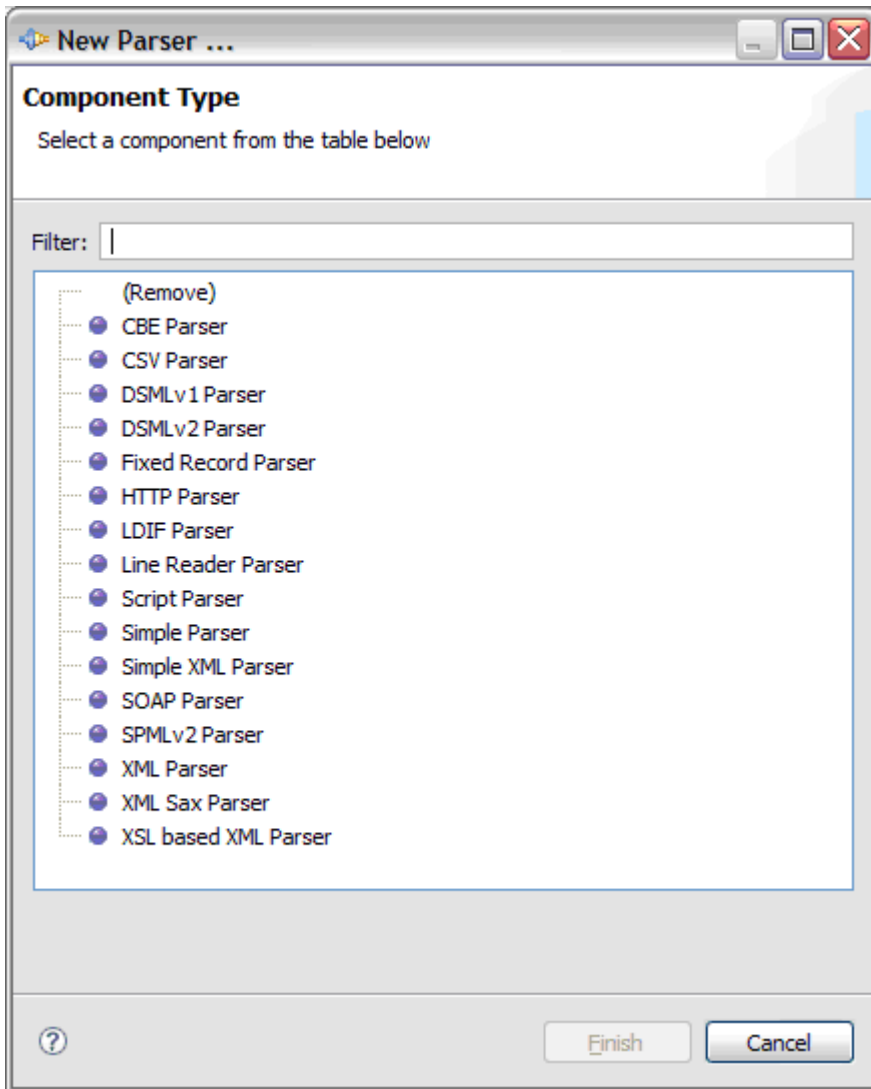 New Parser ...
Component Type
Select a component from the table below
Filter:
(Remove)
CBE Parser
CSV Parser
DSMLv1 Parser
DSMLv2 Parser
Fixed Record Parser
HTTP Parser
LDIF Parser
Line Reader Parser
Script Parser
Simple Parser
Simple XML Parser
SOAP Parser
SPMLv2 Parser
XML Parser
XML Sax Parser
XSL based XML Parser
? Finish Cancel